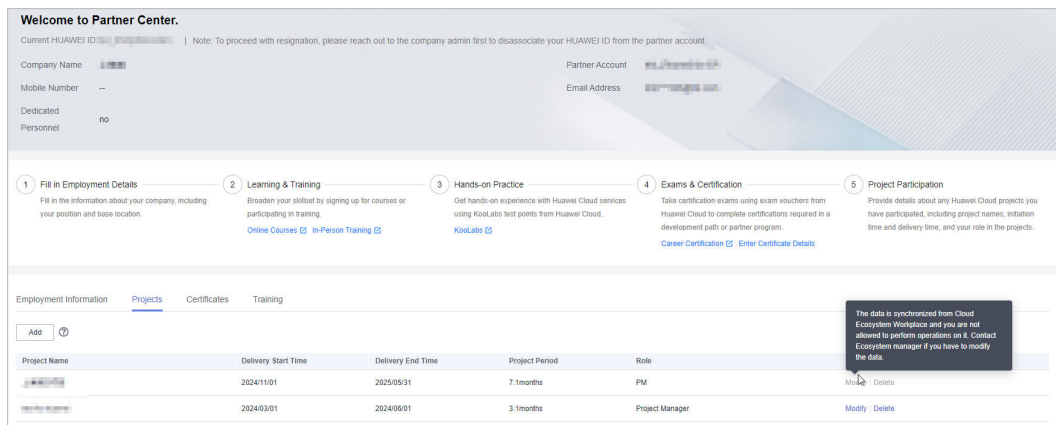 Welcome to Partner Center.
Current HUAWEI ID | Note: To proceed with resignation, please reach out to the company admin first to disassociate your HUAWEI ID from the partner account.
Company Name Partner Account
Mobile Number -- Email Address
Dedicated
Personnel no
1 Fill in Employment Details 2 Learning & Training 3 Hands-on Practice 4 Exams & Certification 5 Project Participation
Fill in the information about your company, including Broaden your skillset by signing up for courses or Get hands-on experience with Huawei Cloud services Take certification exams using exam vouchers from Provide details about any Huawei Cloud projects you
your position and base location. participating in training. using KooLabs test points from Huawei Cloud. Huawei Cloud to complete certifications required in a have participated, including project names, initiation
Online Courses In-Person Training KooLabs development path or partner program. time and delivery time, and your role in the projects.
Career Certification Enter Certificate Details
Employment Information Projects Certificates Training
The data is synchronized from Cloud
Ecosystem Workplace and you are not
allowed to perform operations on it. Contact
Ecosystem manager if you have to modify
the data.
Add ?
Project Name Delivery Start Time Delivery End Time Project Period Role
2024/11/01 2025/05/31 7.1months PM Modify Delete
2024/03/01 2024/06/01 3.1months Project Manager Modify Delete